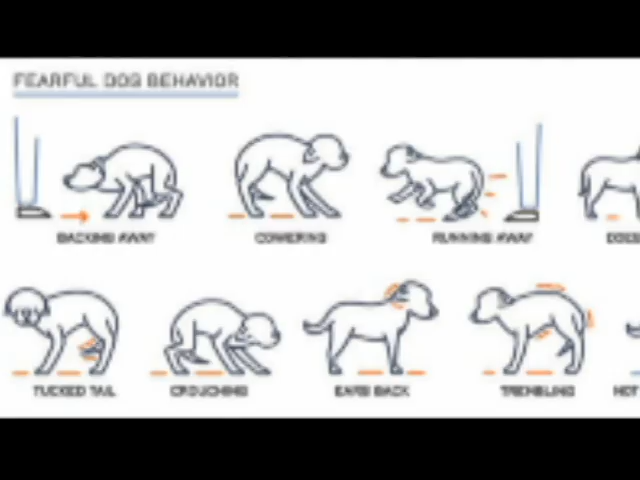 FEARFUL DOG BEHAVIOR
BACKING AWAY
COWERING
RUNNING AWAY
TUCKED TAIL
CROUCHING
EARS BACK
TREMBLING